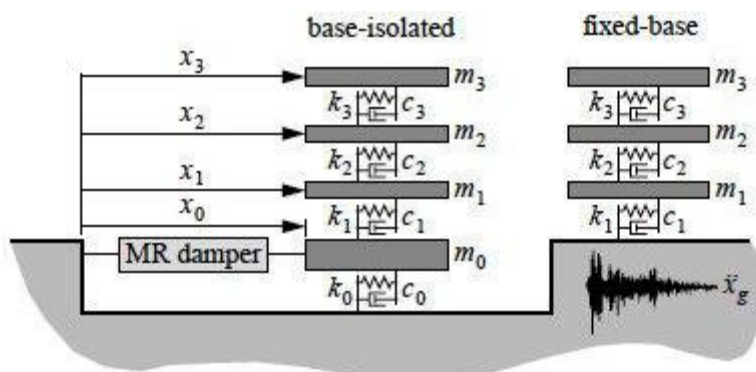 base-isolated fixed-base
x₃ m₃ m₃
k₃ c₃ k₃ c₃
x₂ m₂ m₂
k₂ c₂ k₂ c₂
x₁ m₁ m₁
x₀ k₁ c₁ k₁ c₁
MR damper m₀
k₀ c₀ ẍg